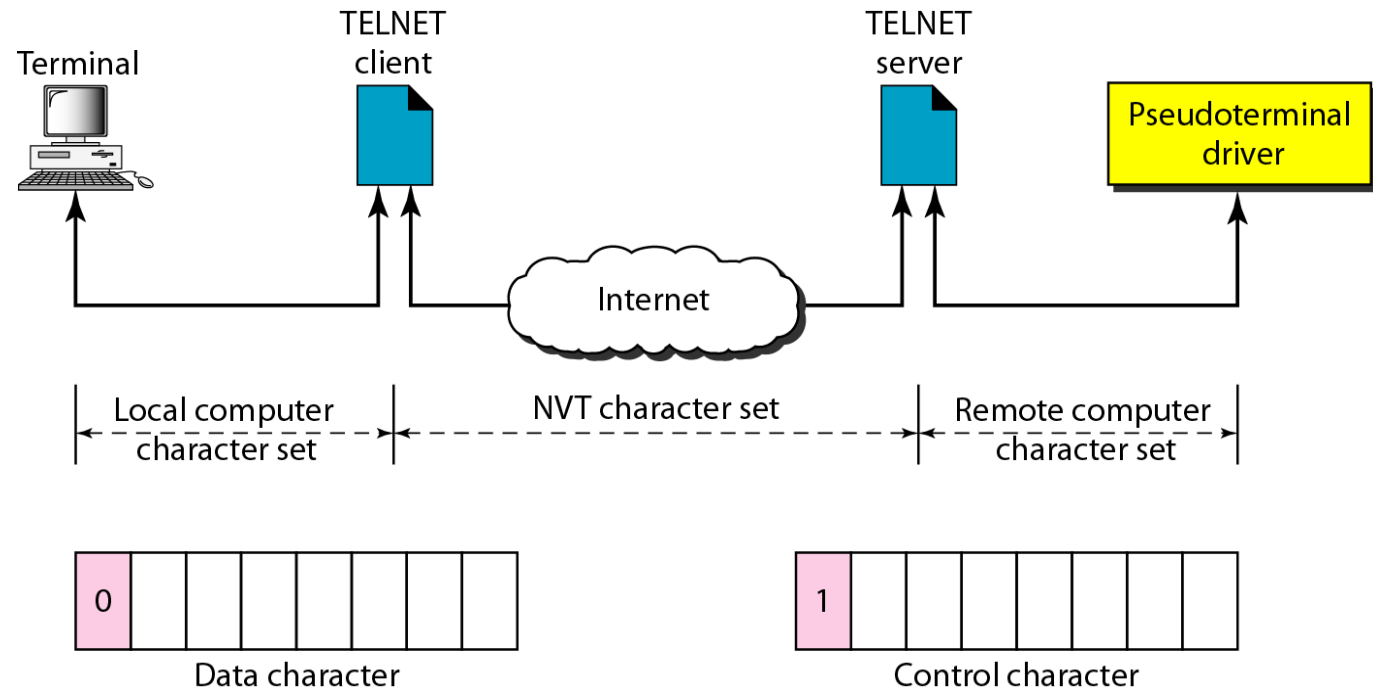 TELNET
client
TELNET
server
Terminal
Pseudoterminal
driver
Internet
Local computer
character set
NVT character set
Remote computer
character set
0
1
Data character
Control character